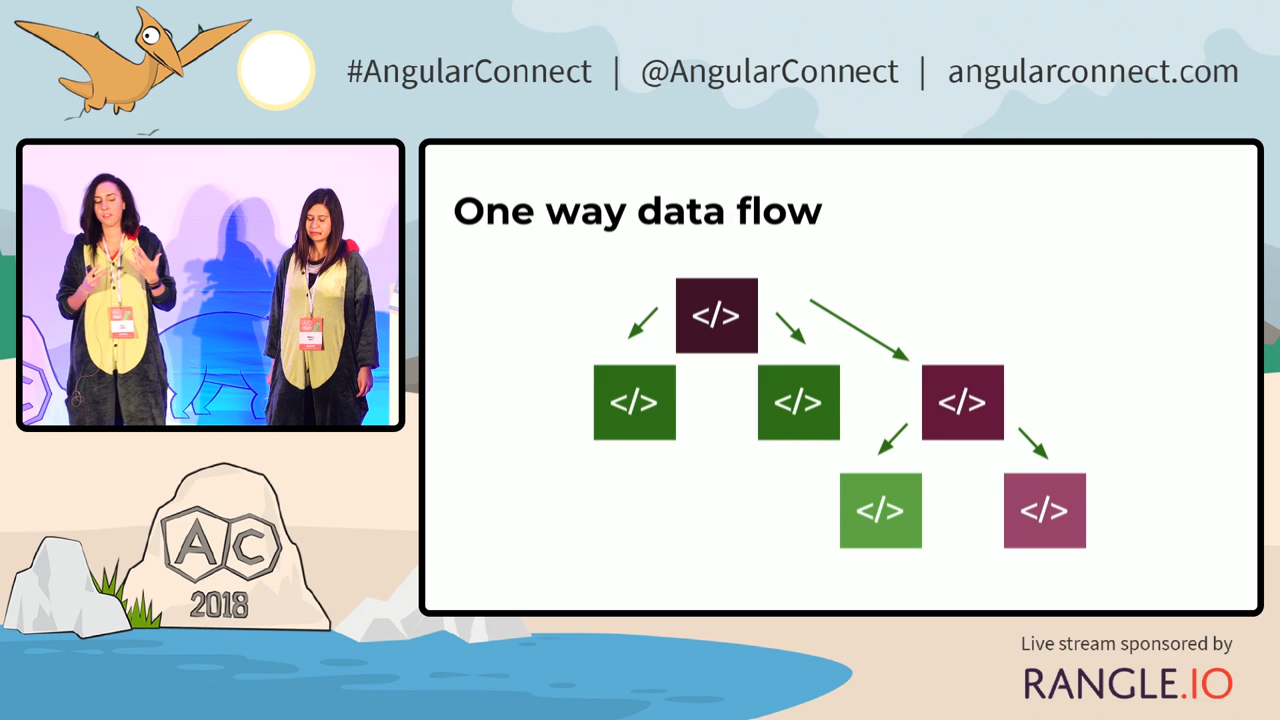 #AngularConnect | @AngularConnect | angularconnect.com
One way data flow
</>
</>
</>
</>
</>
</>
AC
2018
Live stream sponsored by
RANGLE.IO